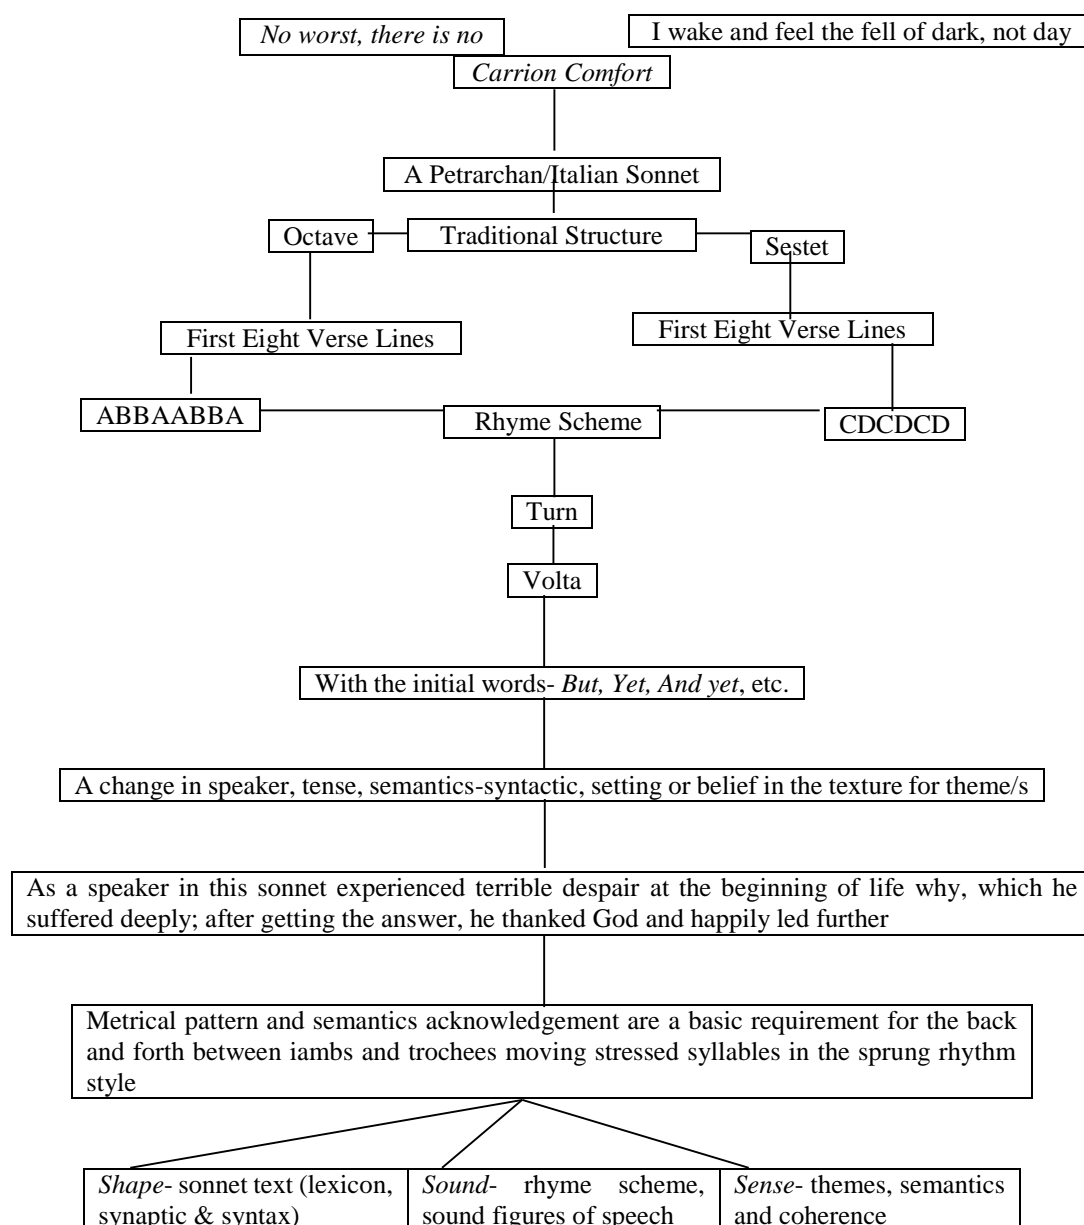 No worst, there is no
I wake and feel the fell of dark, not day
Carrion Comfort
A Petrarchan/Italian Sonnet
Octave
Traditional Structure
Sestet
First Eight Verse Lines
First Eight Verse Lines
ABBAABBA
Rhyme Scheme
CDCDCD
Turn
Volta
With the initial words- But, Yet, And yet, etc.
A change in speaker, tense, semantics-syntactic, setting or belief in the texture for theme/s
As a speaker in this sonnet experienced terrible despair at the beginning of life why, which he
suffered deeply; after getting the answer, he thanked God and happily led further
Metrical pattern and semantics acknowledgement are a basic requirement for the back
and forth between iambs and trochees moving stressed syllables in the sprung rhythm
style
Shape- sonnet text (lexicon,
synaptic & syntax)
Sound- rhyme scheme,
sound figures of speech
Sense- themes, semantics
and coherence